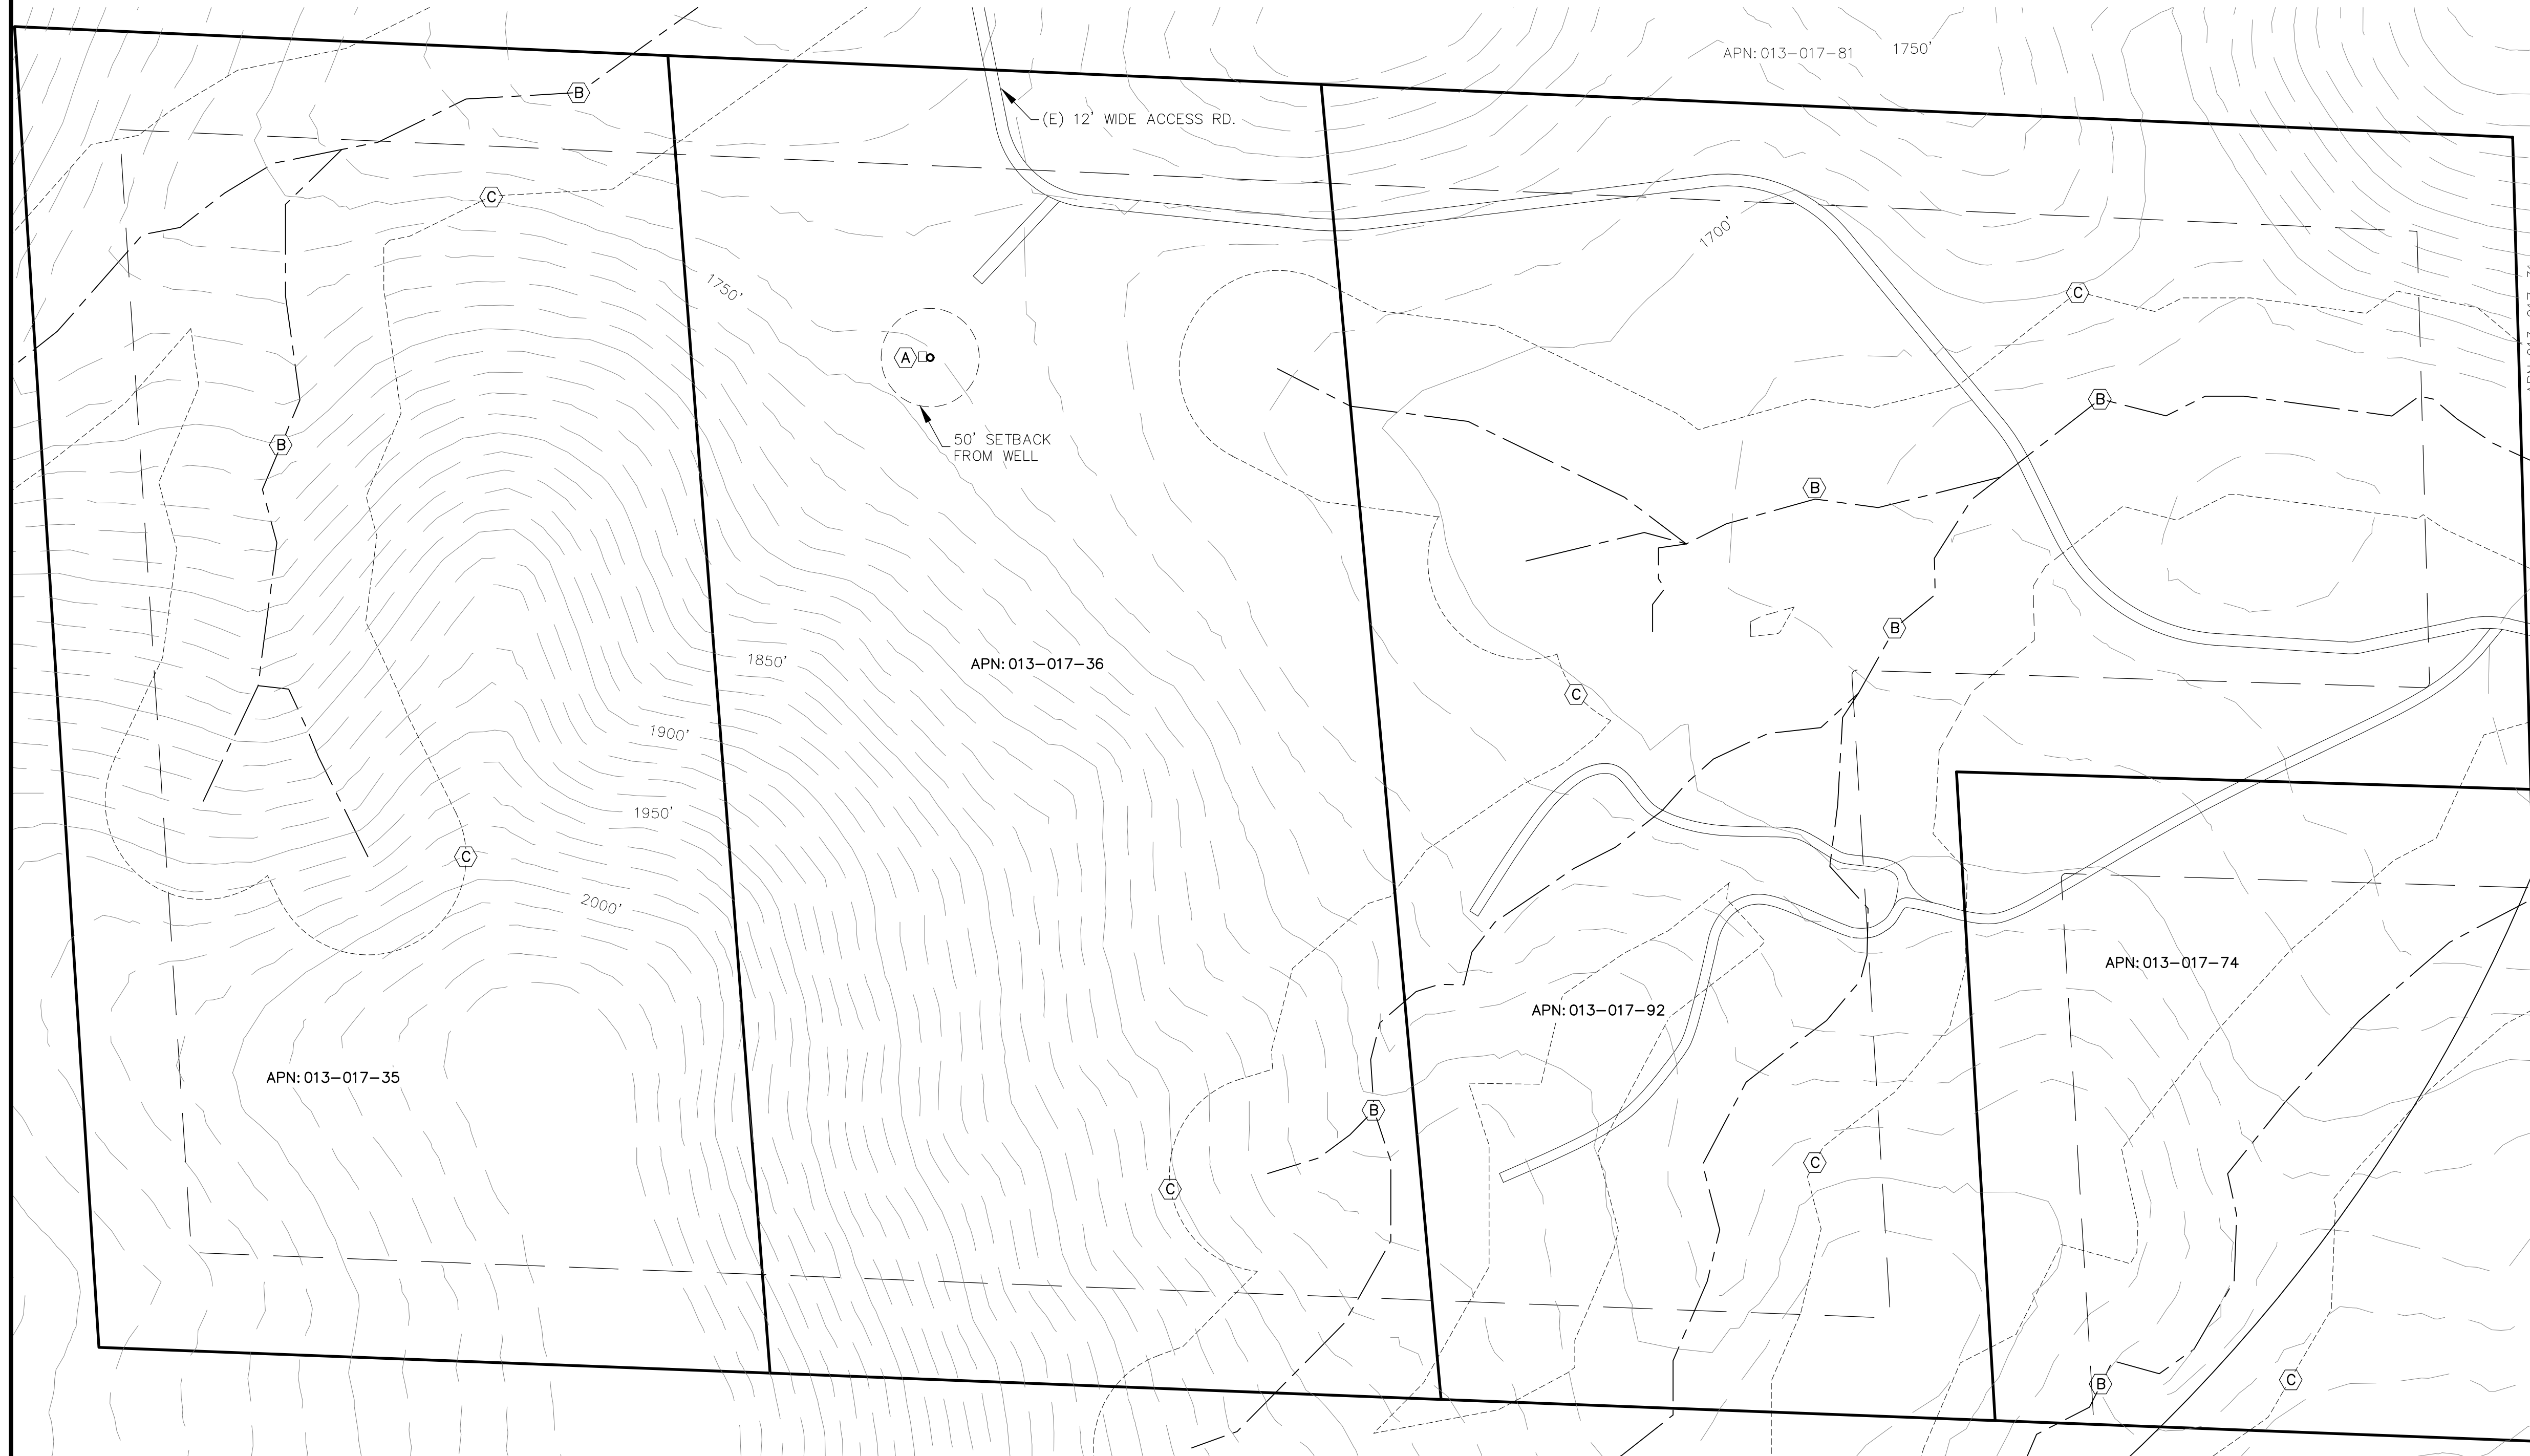 APN: 013-017-81
1750'
B
(E) 12' WIDE ACCESS RD.
C
1700'
1750'
C
A
B
50' SETBACK
FROM WELL
B
B
B
1850'
APN: 013-017-36
C
1900'
1950'
C
2000'
APN: 013-017-74
APN: 013-017-92
APN: 013-017-35
B
C
C
B
C